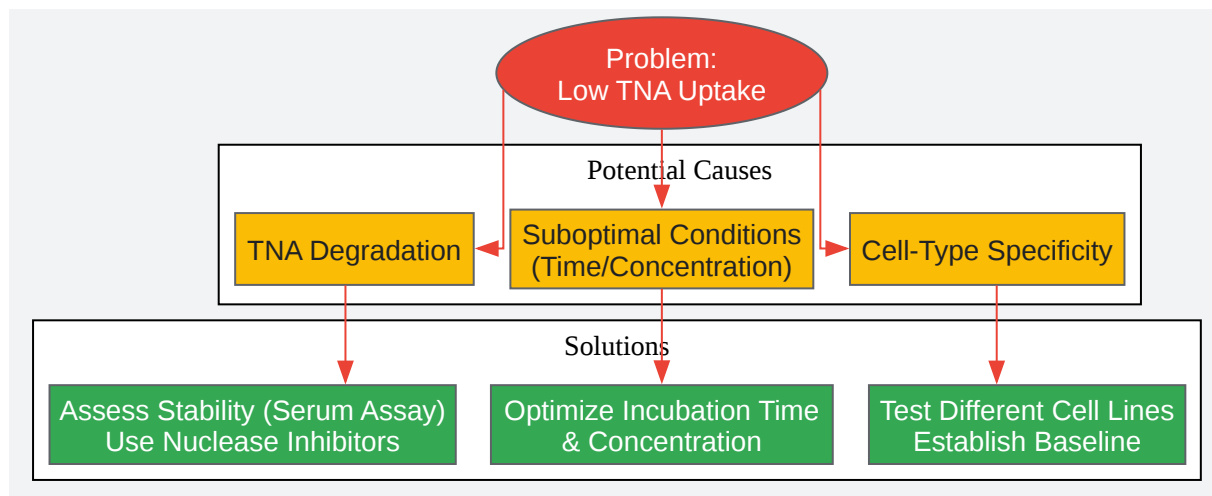 Problem:
Low TNA Uptake
Potential Causes
TNA Degradation
Suboptimal Conditions
(Time/Concentration)
Cell-Type Specificity
Solutions
Assess Stability (Serum Assay)
Use Nuclease Inhibitors
Optimize Incubation Time
& Concentration
Test Different Cell Lines
Establish Baseline